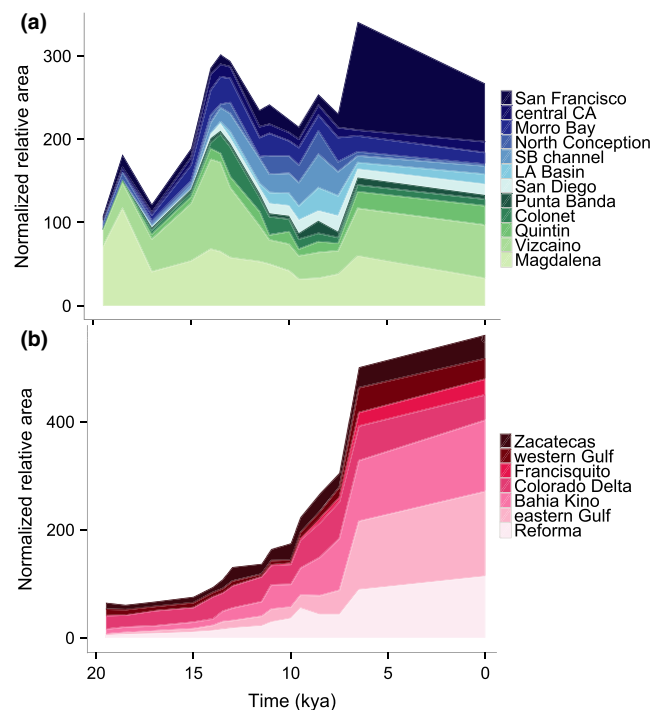 (a)
Normalized relative area
300
200
100
0
San Francisco
central CA
Morro Bay
North Conception
SB channel
LA Basin
San Diego
Punta Banda
Colonet
Quintin
Vizcaino
Magdalena
(b)
Normalized relative area
400
200
0
Zacatecas
western Gulf
Francisquito
Colorado Delta
Bahia Kino
eastern Gulf
Reforma
20 15 10 5 0
Time (kya)